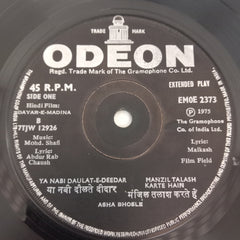 TRADE MARK
ODEON
Regd. Trade Mark of The Gramophone Co. Ltd.
45 R.P.M.
SIDE ONE
EXTENDED PLAY
EMOE 2373
Hindi Film:
DAYAR-E-MADINA
℗ 1975
The Gramophone
Co. of India Ltd.
7TJW 12926
Music:
Mohd. Shafi
Lyric:
Abdur Rab
Chaush
Lyric:
Maikash
Film Field
YA NABI DAULAT-E-DEEDAR
या नबी दौलते दीदार
MANZIL TALASH
KARTE HAIN
मंज़िल तलाश करते हैं
ASHA BHOSLE